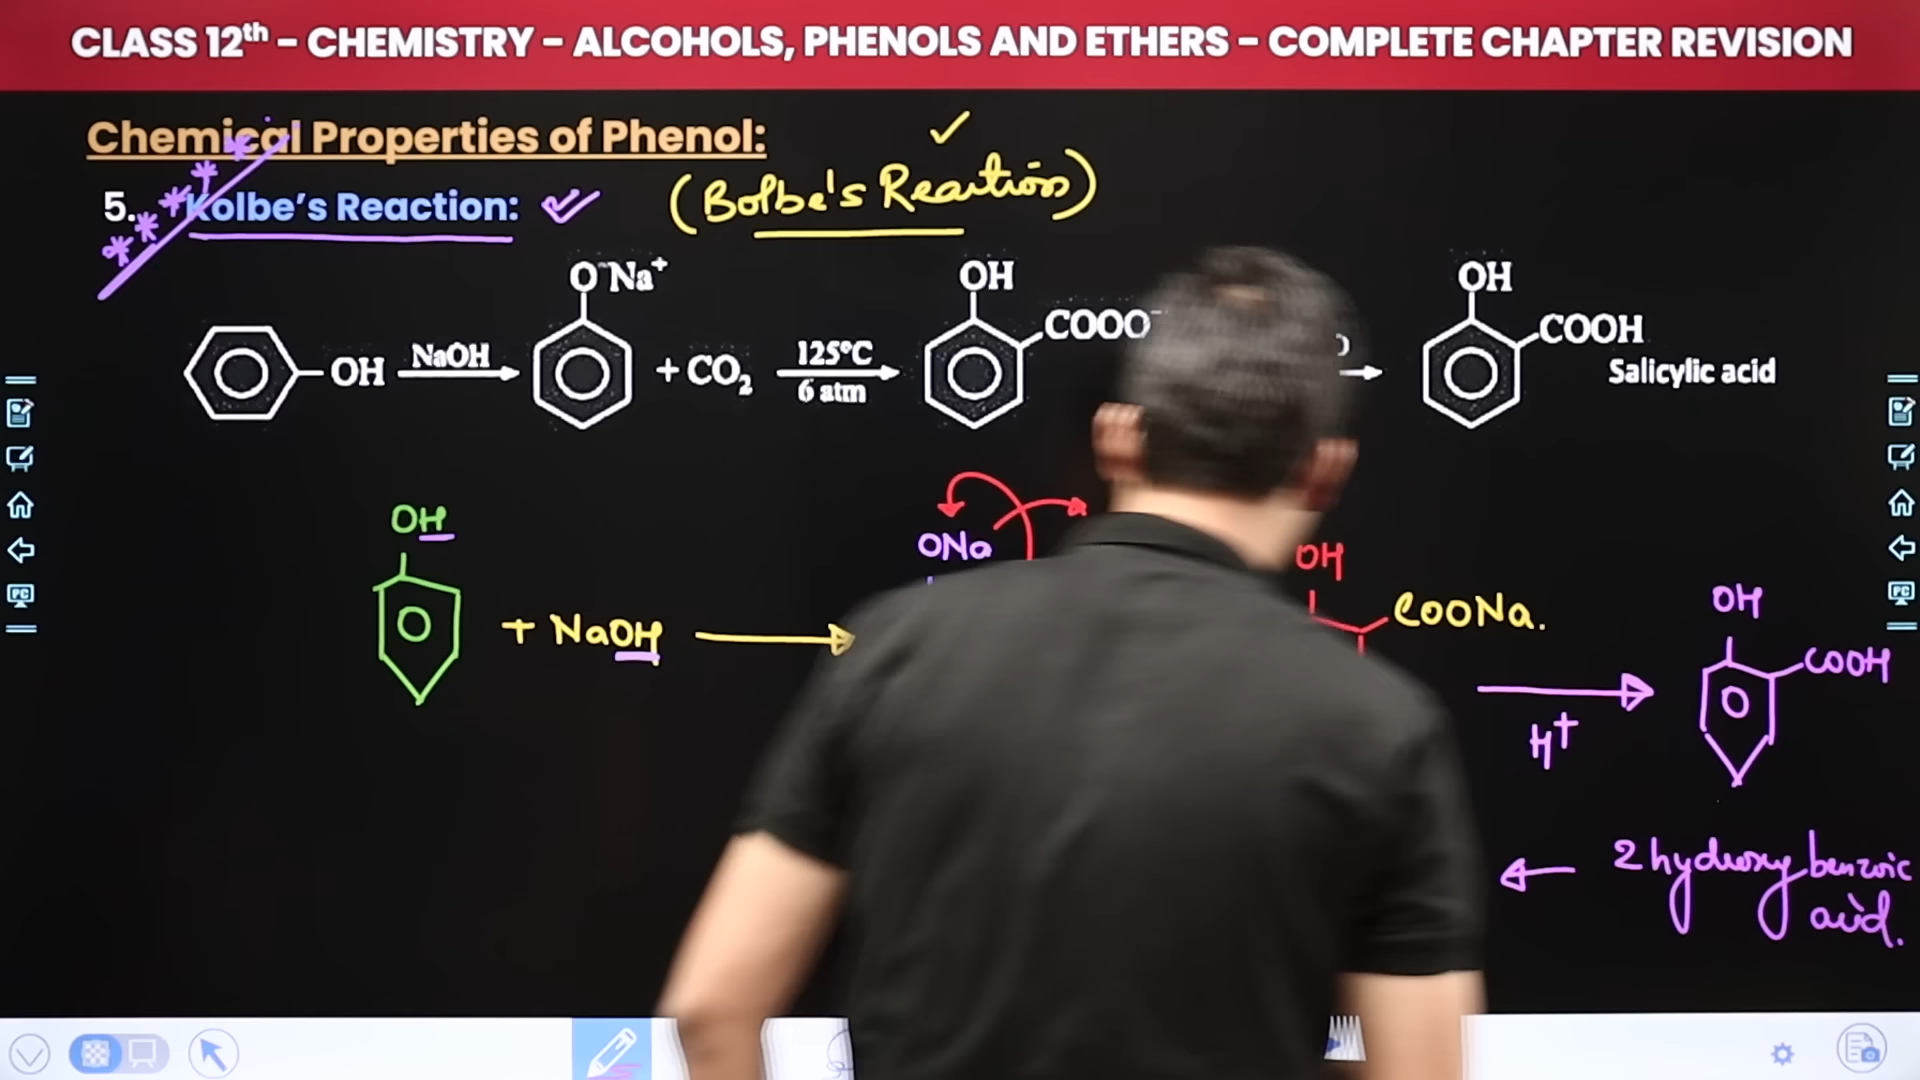 CLASS 12th – CHEMISTRY – ALCOHOLS, PHENOLS AND ETHERS – COMPLETE CHAPTER REVISION
Chemical Properties of Phenol:
5. Kolbe's Reaction: (Bolbe's Reaction)
O⁻Na⁺ OH OH
COOO⁻ COOH
OH NaOH + CO₂ 125°C Salicylic acid
6 atm
OH
ONa OH
COONa.
+ NaOH OH
COOH
H⁺
2 hydroxy benzoic
acid.